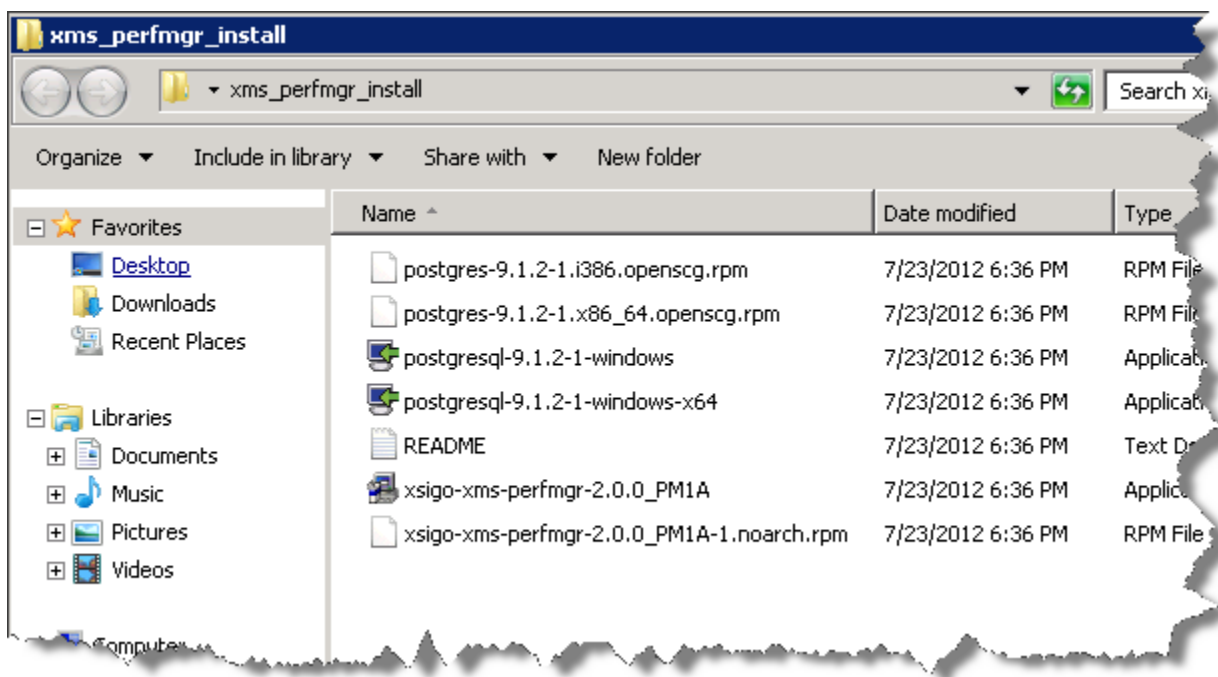 xms_perfmgr_install
xms_perfmgr_install
Search
Organize Include in library Share with New folder
Name Date modified Type
Favorites
Desktop
Downloads
Recent Places
Libraries
Documents
Music
Pictures
Videos
Computer
postgres-9.1.2-1.i386.openscg.rpm 7/23/2012 6:36 PM RPM File
postgres-9.1.2-1.x86_64.openscg.rpm 7/23/2012 6:36 PM RPM File
postgresql-9.1.2-1-windows 7/23/2012 6:36 PM
postgresql-9.1.2-1-windows-x64 7/23/2012 6:36 PM
README 7/23/2012 6:36 PM Text
xsigo-xms-perfmgr-2.0.0_PM1A 7/23/2012 6:36 PM
xsigo-xms-perfmgr-2.0.0_PM1A-1.noarch.rpm 7/23/2012 6:36 PM RPM File